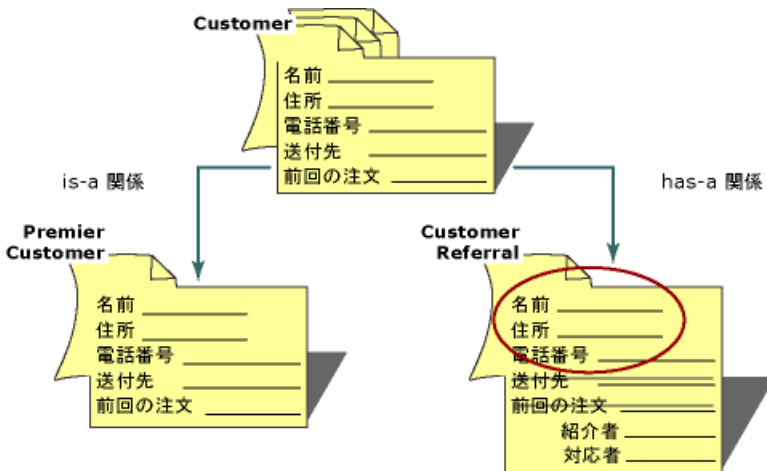 Customer
名前
住所
電話番号
送付先
前回の注文
is-a 関係
has-a 関係
Premier
Customer
名前
住所
電話番号
送付先
前回の注文
Customer
Referral
名前
住所
電話番号
送付先
前回の注文
紹介者
対応者